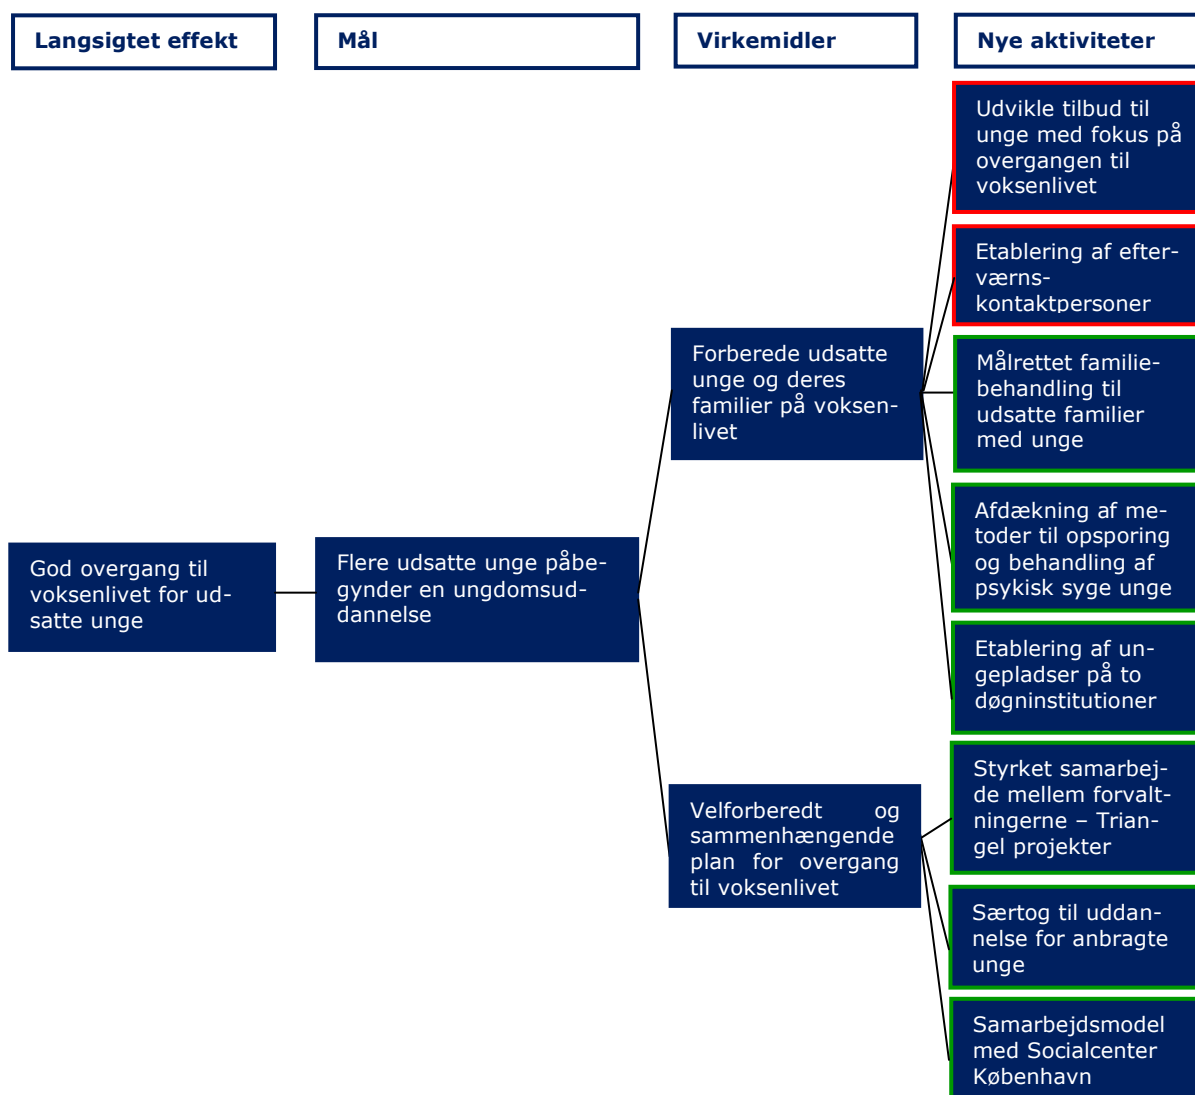 Langsigtet effekt
Mål
Virkemidler
Nye aktiviteter
God overgang til
voksenlivet for ud-
satte unge
Flere udsatte unge påbe-
gynder en ungdomsud-
dannelse
Forberede udsatte
unge og deres
familier på voksen-
livet
Velforberedt og
sammenhængende
plan for overgang
til voksenlivet
Udvikle tilbud til
unge med fokus på
overgangen til
voksenlivet
Etablering af efter-
værns-
kontaktpersoner
Målrettet familie-
behandling til
udsatte familier
med unge
Afdækning af me-
toder til opsporing
og behandling af
psykisk syge unge
Etablering af un-
gepladser på to
døgninstitutioner
Styrket samarbej-
de mellem forvalt-
ningerne – Trian-
gel projekter
Særtog til uddan-
nelse for anbragte
unge
Samarbejdsmodel
med Socialcenter
København